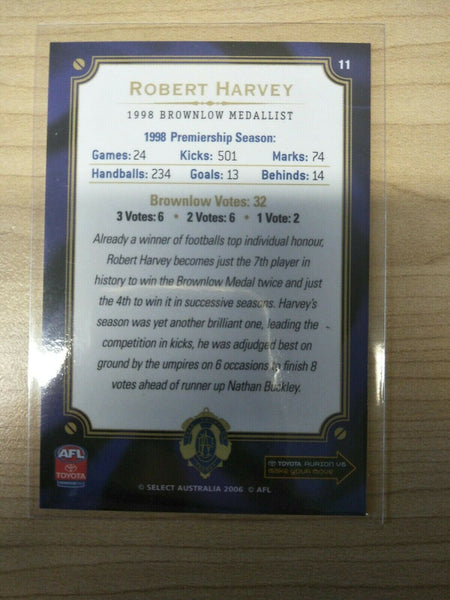 11
ROBERT HARVEY
1998 BROWNLOW MEDALLIST
1998 Premiership Season:
Games: 24 Kicks: 501 Marks: 74
Handballs: 234 Goals: 13 Behinds: 14
Brownlow Votes: 32
3 Votes: 6 • 2 Votes: 6 • 1 Vote: 2
Already a winner of footballs top individual honour,
Robert Harvey becomes just the 7th player in
history to win the Brownlow Medal twice and just
the 4th to win it in successive seasons. Harvey's
season was yet another brilliant one, leading the
competition in kicks, he was adjudged best on
ground by the umpires on 6 occasions to finish 8
votes ahead of runner up Nathan Buckley.
AFL
TOYOTA
TOYOTA AURION V6
make your move
© SELECT AUSTRALIA 2006 © AFL